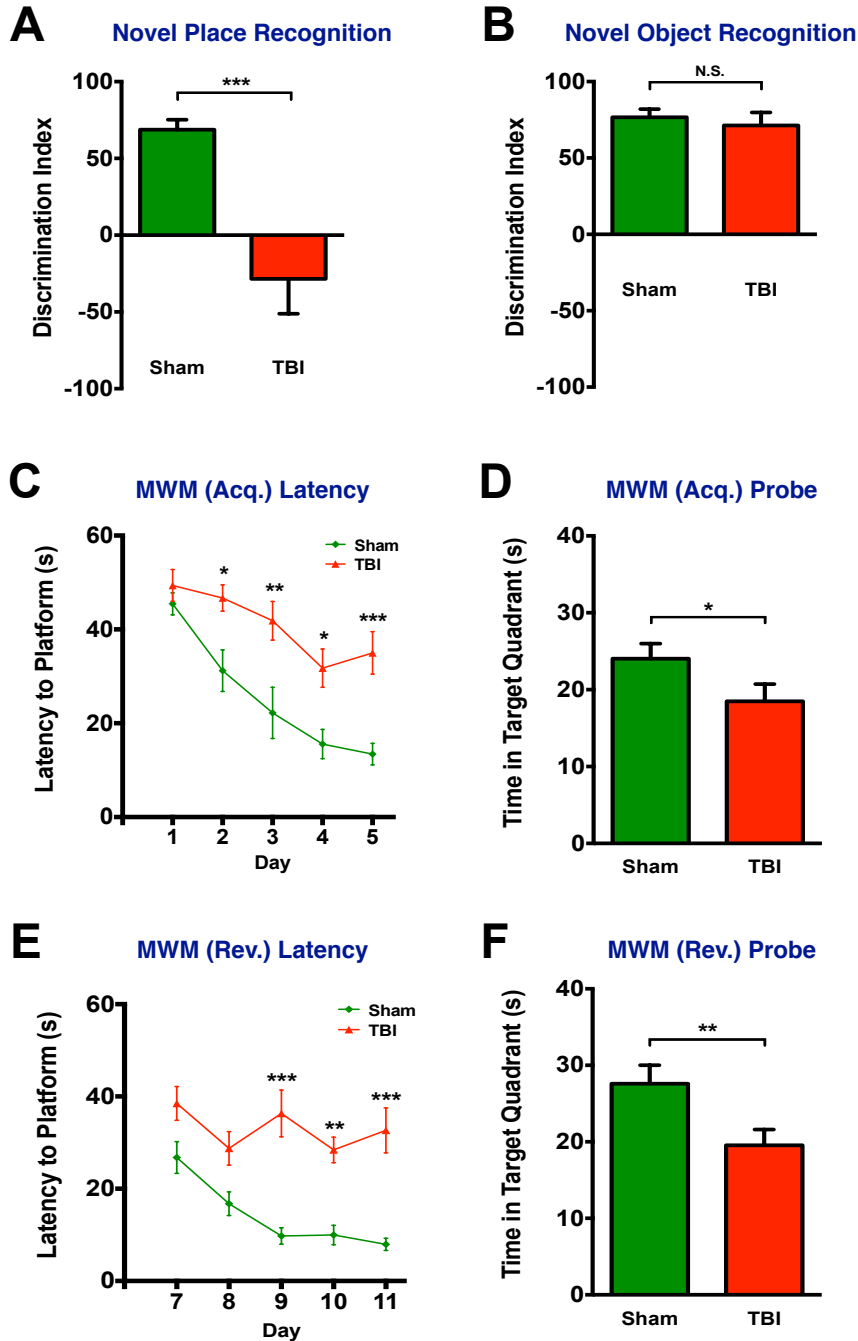 A
Novel Place Recognition
Discrimination Index
100
50
0
-50
-100
***
Sham
TBI
B
Novel Object Recognition
Discrimination Index
100
50
0
-50
-100
N.S.
Sham
TBI
C
MWM (Acq.) Latency
Latency to Platform (s)
60
40
20
0
Sham
TBI
*
**
*
***
1 2 3 4 5
Day
D
MWM (Acq.) Probe
Time in Target Quadrant (s)
40
30
20
10
0
*
Sham
TBI
E
MWM (Rev.) Latency
Latency to Platform (s)
60
40
20
0
Sham
TBI
***
**
***
7 8 9 10 11
Day
F
MWM (Rev.) Probe
Time in Target Quadrant (s)
40
30
20
10
0
**
Sham
TBI